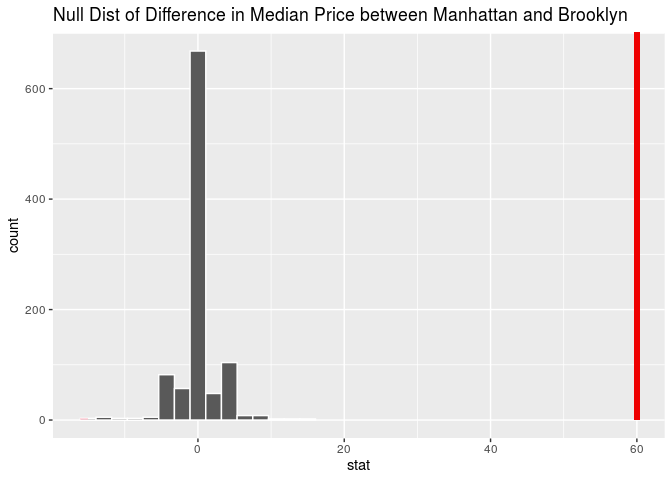 Null Dist of Difference in Median Price between Manhattan and Brooklyn
600
400
200
0
count
0 20 40 60
stat